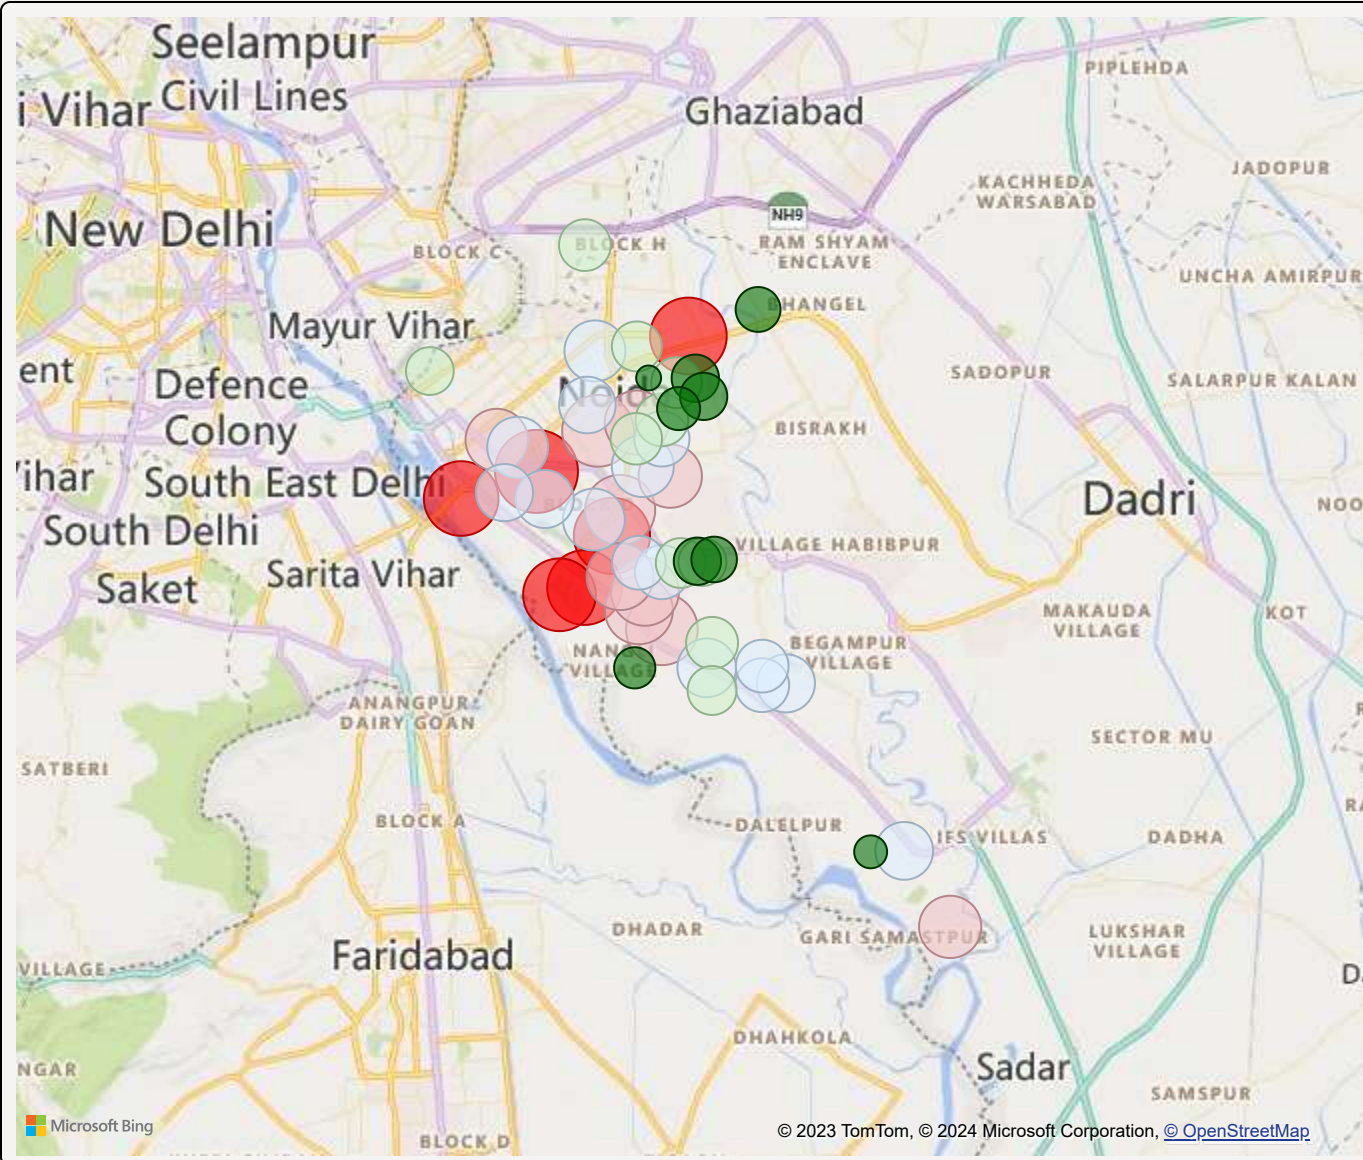 Seelampur
PIPLEHDA
i Vihar
Civil Lines
Ghaziabad
JADOPUR
KACHHEDA
WARSABAD
NH9
New Delhi
BLOCK C
BLOCK H
RAM SHYAM
ENCLAVE
UNCHA AMIRPUR
BHANGEL
Mayur Vihar
ent
Defence
Colony
SADOPUR
SALARPUR KALAN
BISRAKH
Vihar
South East Delhi
Dadri
NOO
South Delhi
VILLAGE HABIBPUR
Saket
Sarita Vihar
MAKAUDA
VILLAGE
KOT
BEGAMPUR
VILLAGE
VILLAGE
ANANGPUR
DAIRY GOAN
SECTOR MU
SATBERI
BLOCK A
DALELPUR
IFS VILLAS
DADHA
DHADAR
GARI SAMASTPUR
LUKSHAR
VILLAGE
Faridabad
VILLAGE
DHAHKOLA
NGAR
Sadar
SAMSPUR
Microsoft Bing
© 2023 TomTom, © 2024 Microsoft Corporation, © OpenStreetMap
BLOCK D